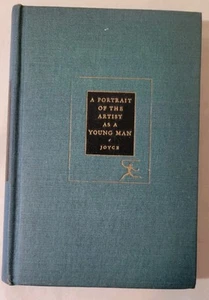 A PORTRAIT
OF THE
ARTIST
AS A
YOUNG MAN
JOYCE